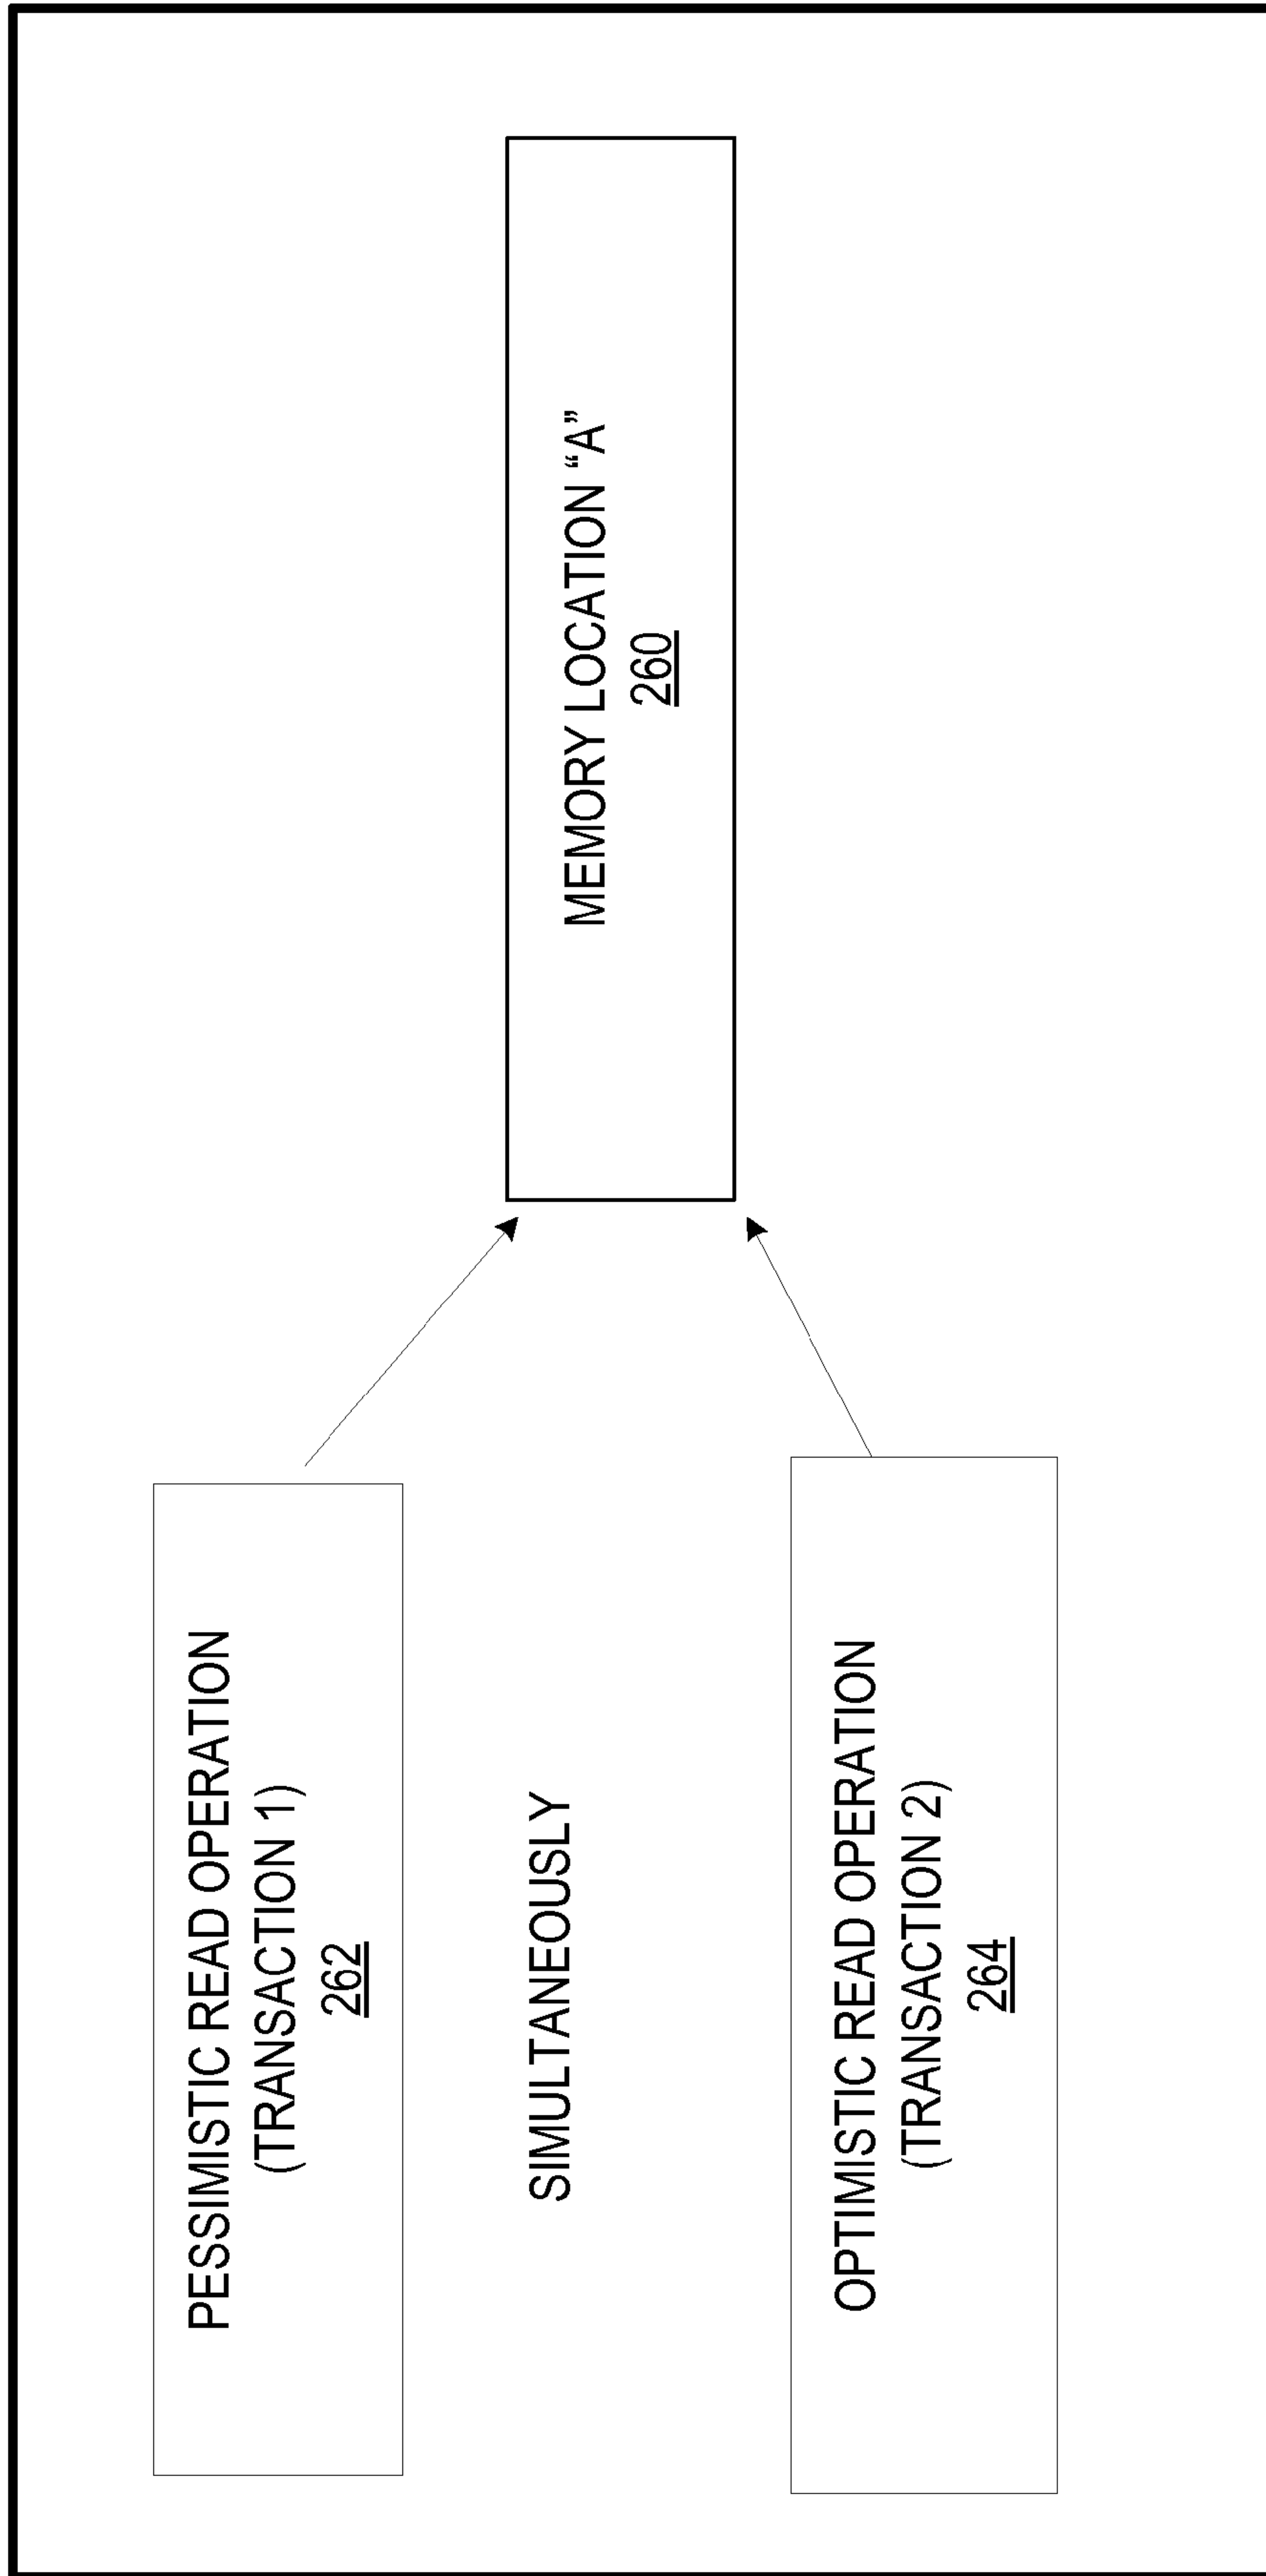 PESSIMISTIC READ OPERATION
(TRANSACTION 1)
262
SIMULTANEOUSLY
OPTIMISTIC READ OPERATION
(TRANSACTION 2)
264
MEMORY LOCATION “A”
260